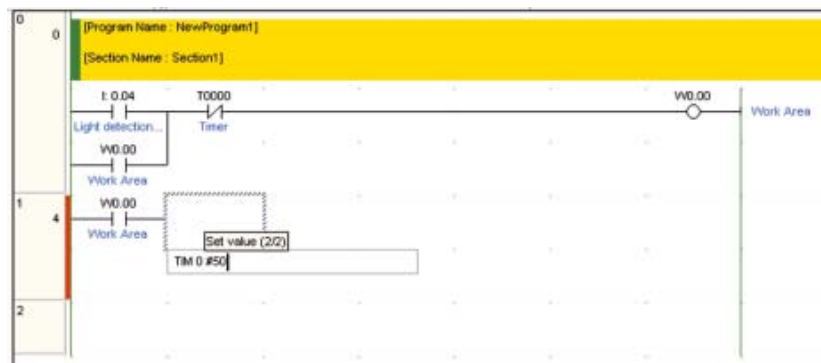 0
0
[Program Name : NewProgram1]
[Section Name : Section1]
I: 0.04
T0000
W0.00
Light detection...
Timer
Work Area
W0.00
Work Area
1
4
W0.00
Work Area
Set value (2/2)
TIM 0 #50
2